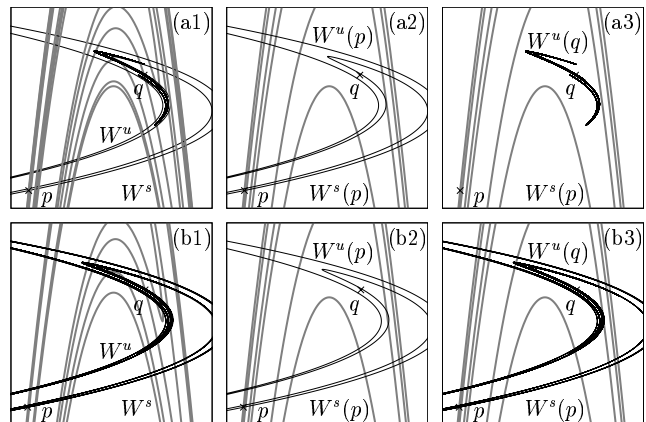 (a1)
q
W^u
p
W^s
(a2)
W^u(p)
q
p
W^s(p)
(a3)
W^u(q)
q
p
W^s(p)
(b1)
q
W^u
p
W^s
(b2)
W^u(p)
q
p
W^s(p)
(b3)
W^u(q)
q
p
W^s(p)